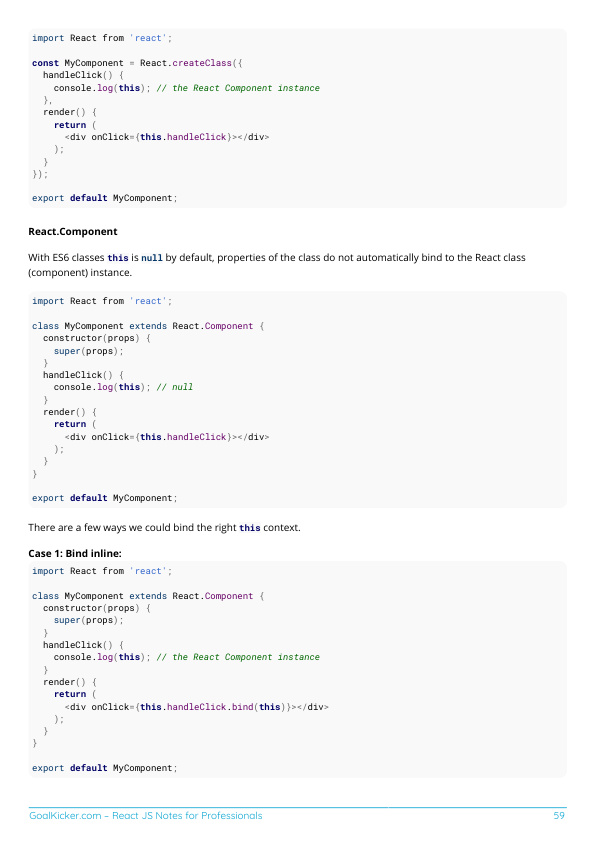 import React from 'react';

const MyComponent = React.createClass({
  handleClick() {
    console.log(this); // the React Component instance
  },
  render() {
    return (
      <div onClick={this.handleClick}></div>
    );
  }
});

export default MyComponent;

React.Component

With ES6 classes this is null by default, properties of the class do not automatically bind to the React class
(component) instance.

import React from 'react';

class MyComponent extends React.Component {
  constructor(props) {
    super(props);
  }
  handleClick() {
    console.log(this); // null
  }
  render() {
    return (
      <div onClick={this.handleClick}></div>
    );
  }
}

export default MyComponent;

There are a few ways we could bind the right this context.

Case 1: Bind inline:
import React from 'react';

class MyComponent extends React.Component {
  constructor(props) {
    super(props);
  }
  handleClick() {
    console.log(this); // the React Component instance
  }
  render() {
    return (
      <div onClick={this.handleClick.bind(this)}></div>
    );
  }
}

export default MyComponent;

GoalKicker.com – React JS Notes for Professionals 59